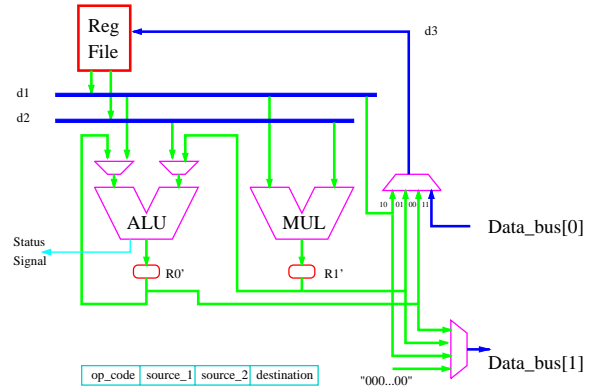 Reg
File
d3
d1
d2
10 01 00 11
ALU
MUL
Data_bus[0]
Status
Signal
R0'
R1'
Data_bus[1]
op_code source_1 source_2 destination
"000...00"